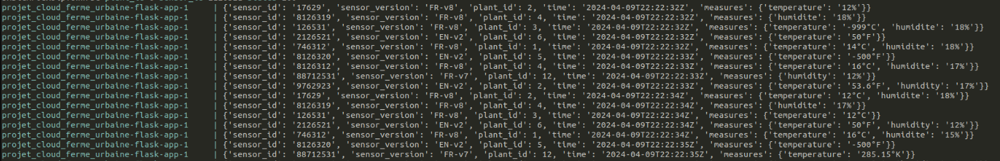 projet_cloud_ferme_urbaine-flask-app-1 | {'sensor_id': '17629', 'sensor_version': 'FR-v8', 'plant_id': 2, 'time': '2024-04-09T22:22:32Z', 'measures': {'temperature': '12%'}}
projet_cloud_ferme_urbaine-flask-app-1 | {'sensor_id': '8126319', 'sensor_version': 'FR-v8', 'plant_id': 4, 'time': '2024-04-09T22:22:32Z', 'measures': {'humidite': '18%'}}
projet_cloud_ferme_urbaine-flask-app-1 | {'sensor_id': '126531', 'sensor_version': 'FR-v8', 'plant_id': 3, 'time': '2024-04-09T22:22:32Z', 'measures': {'temperature': '-999°C', 'humidite': '18%'}}
projet_cloud_ferme_urbaine-flask-app-1 | {'sensor_id': '2126521', 'sensor_version': 'EN-v2', 'plant_id': 6, 'time': '2024-04-09T22:22:32Z', 'measures': {'temperature': '50°F'}}
projet_cloud_ferme_urbaine-flask-app-1 | {'sensor_id': '746312', 'sensor_version': 'FR-v8', 'plant_id': 1, 'time': '2024-04-09T22:22:32Z', 'measures': {'temperature': '14°C', 'humidite': '18%'}}
projet_cloud_ferme_urbaine-flask-app-1 | {'sensor_id': '8126320', 'sensor_version': 'EN-v2', 'plant_id': 5, 'time': '2024-04-09T22:22:33Z', 'measures': {'temperature': '-500°F'}}
projet_cloud_ferme_urbaine-flask-app-1 | {'sensor_id': '8126312', 'sensor_version': 'FR-v8', 'plant_id': 4, 'time': '2024-04-09T22:22:33Z', 'measures': {'temperature': '16°C', 'humidite': '17%'}}
projet_cloud_ferme_urbaine-flask-app-1 | {'sensor_id': '88712531', 'sensor_version': 'FR-v7', 'plant_id': 12, 'time': '2024-04-09T22:22:33Z', 'measures': {'humidity': '12%'}}
projet_cloud_ferme_urbaine-flask-app-1 | {'sensor_id': '9762923', 'sensor_version': 'EN-v2', 'plant_id': 2, 'time': '2024-04-09T22:22:33Z', 'measures': {'temperature': '53.6°F', 'humidity': '17%'}}
projet_cloud_ferme_urbaine-flask-app-1 | {'sensor_id': '17629', 'sensor_version': 'FR-v8', 'plant_id': 2, 'time': '2024-04-09T22:22:34Z', 'measures': {'temperature': '12°C', 'humidite': '18%'}}
projet_cloud_ferme_urbaine-flask-app-1 | {'sensor_id': '8126319', 'sensor_version': 'FR-v8', 'plant_id': 4, 'time': '2024-04-09T22:22:34Z', 'measures': {'humidite': '17%'}}
projet_cloud_ferme_urbaine-flask-app-1 | {'sensor_id': '126531', 'sensor_version': 'FR-v8', 'plant_id': 3, 'time': '2024-04-09T22:22:34Z', 'measures': {'temperature': '12°C'}}
projet_cloud_ferme_urbaine-flask-app-1 | {'sensor_id': '2126521', 'sensor_version': 'EN-v2', 'plant_id': 6, 'time': '2024-04-09T22:22:34Z', 'measures': {'temperature': '50°F', 'humidity': '12%'}}
projet_cloud_ferme_urbaine-flask-app-1 | {'sensor_id': '746312', 'sensor_version': 'FR-v8', 'plant_id': 1, 'time': '2024-04-09T22:22:34Z', 'measures': {'temperature': '16°C', 'humidite': '15%'}}
projet_cloud_ferme_urbaine-flask-app-1 | {'sensor_id': '8126320', 'sensor_version': 'EN-v2', 'plant_id': 5, 'time': '2024-04-09T22:22:35Z', 'measures': {'temperature': '-500°F'}}
projet_cloud_ferme_urbaine-flask-app-1 | {'sensor_id': '88712531', 'sensor_version': 'FR-v7', 'plant_id': 12, 'time': '2024-04-09T22:22:35Z', 'measures': {'temperature': '285.15°K'}}